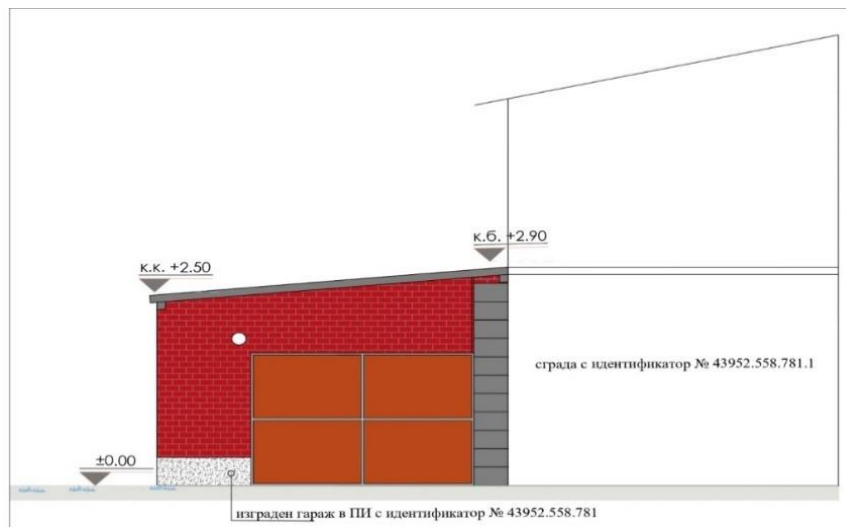 к.б. +2.90
к.к. +2.50
сграда с идентификатор № 43952.558.781.1
±0.00
изграден гараж в ПИ с идентификатор № 43952.558.781